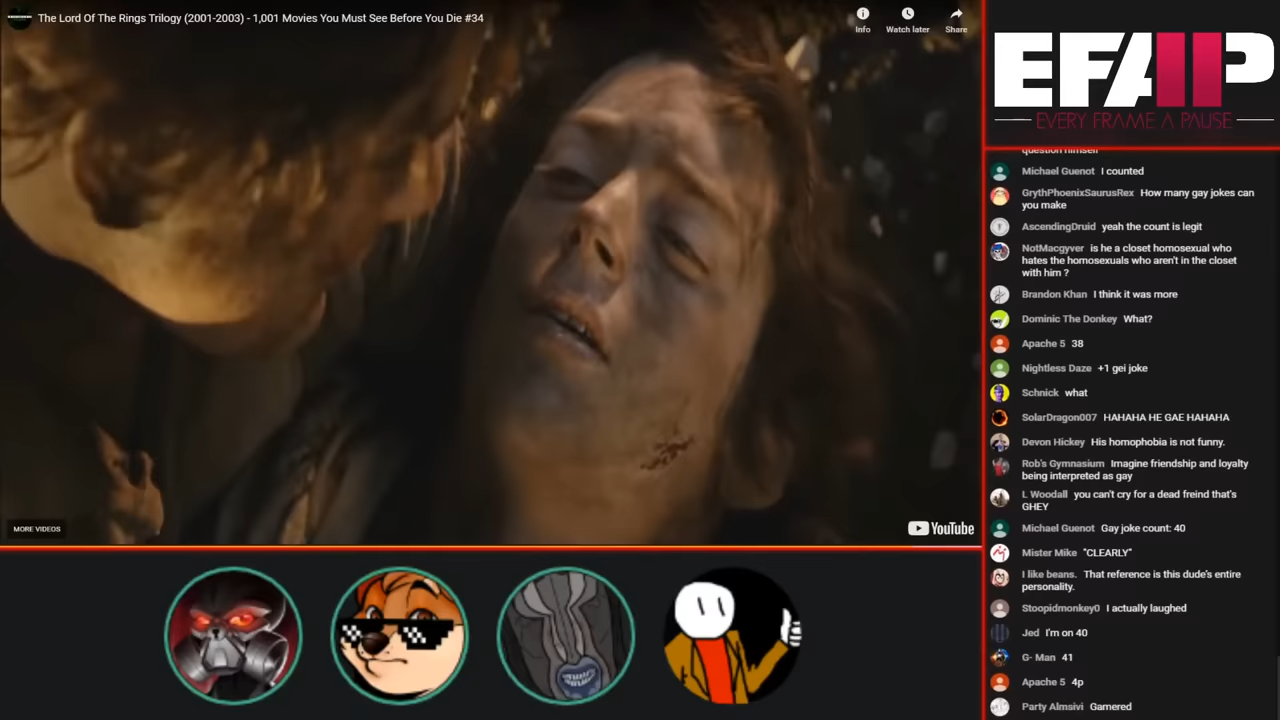 The Lord Of The Rings Trilogy (2001-2003) - 1,001 Movies You Must See Before You Die #34
Info
Watch later
Share
MORE VIDEOS
YouTube
EFAP
EVERY FRAME A PAUSE
question himself
Michael Guenot I counted
GrythPhoenixSaurusRex How many gay jokes can
you make
AscendingDruid yeah the count is legit
NotMacgyver is he a closet homosexual who
hates the homosexuals who aren't in the closet
with him ?
Brandon Khan I think it was more
Dominic The Donkey What?
Apache 5 38
Nightless Daze +1 gei joke
Schnick what
SolarDragon007 HAHAHA HE GAE HAHAHA
Devon Hickey His homophobia is not funny.
Rob's Gymnasium Imagine friendship and loyalty
being interpreted as gay
L Woodall you can't cry for a dead freind that's
GHEY
Michael Guenot Gay joke count: 40
Mister Mike "CLEARLY"
I like beans. That reference is this dude's entire
personality.
Stoopidmonkey0 I actually laughed
Jed I'm on 40
G- Man 41
Apache 5 4p
Party Almsivi Gamered